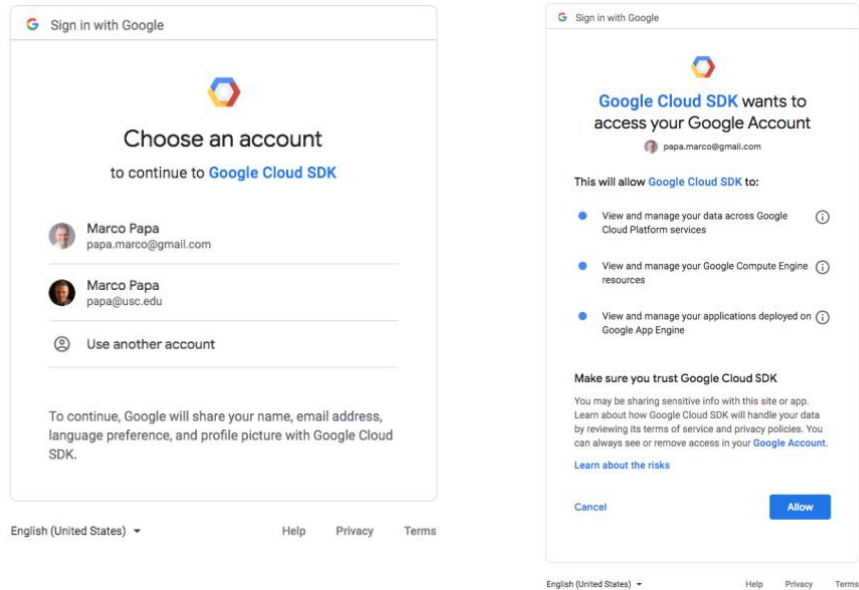 Sign in with Google
Choose an account
to continue to Google Cloud SDK
Marco Papa
papa.marco@gmail.com
Marco Papa
papa@usc.edu
Use another account
To continue, Google will share your name, email address,
language preference, and profile picture with Google Cloud
SDK.
English (United States)
Help
Privacy
Terms
Sign in with Google
Google Cloud SDK wants to
access your Google Account
papa.marco@gmail.com
This will allow Google Cloud SDK to:
View and manage your data across Google
Cloud Platform services
View and manage your Google Compute Engine
resources
View and manage your applications deployed on
Google App Engine
Make sure you trust Google Cloud SDK
You may be sharing sensitive info with this site or app.
Learn about how Google Cloud SDK will handle your data
by reviewing its terms of service and privacy policies. You
can always see or remove access in your Google Account.
Learn about the risks
Cancel
Allow
English (United States)
Help
Privacy
Terms